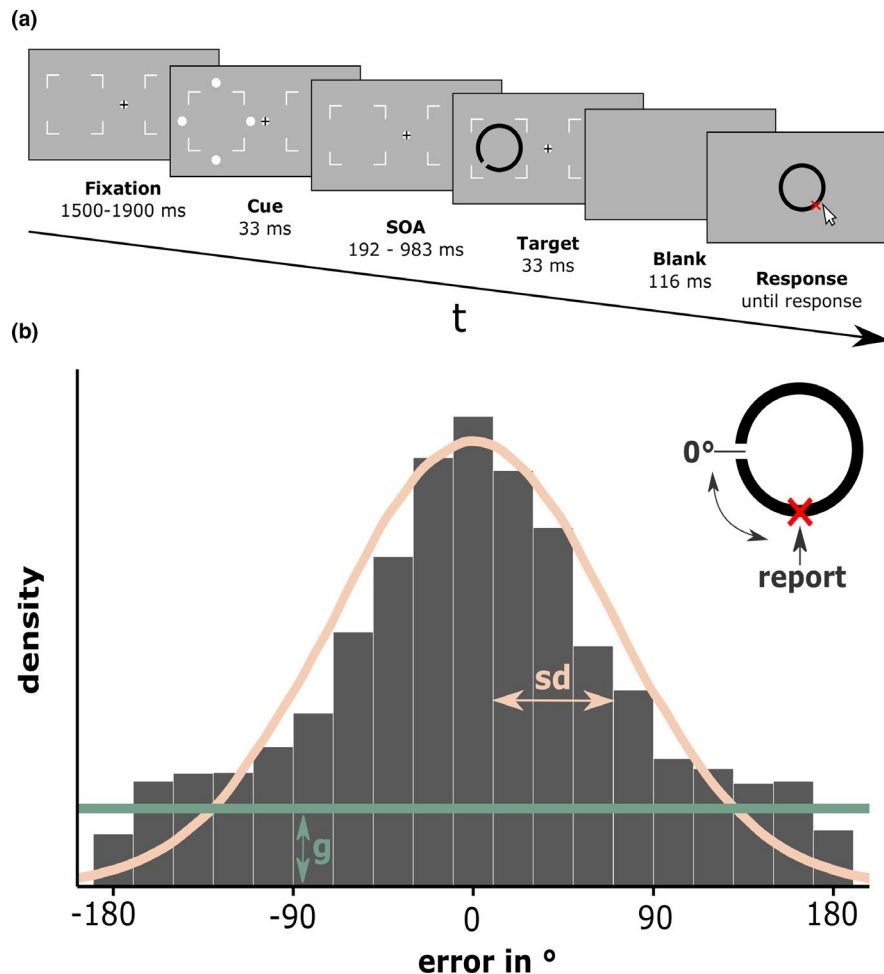 (a)
Fixation
1500-1900 ms
Cue
33 ms
SOA
192 - 983 ms
Target
33 ms
Blank
116 ms
Response
until response
t
(b)
density
0°
report
sd
g
-180
-90
0
90
180
error in °